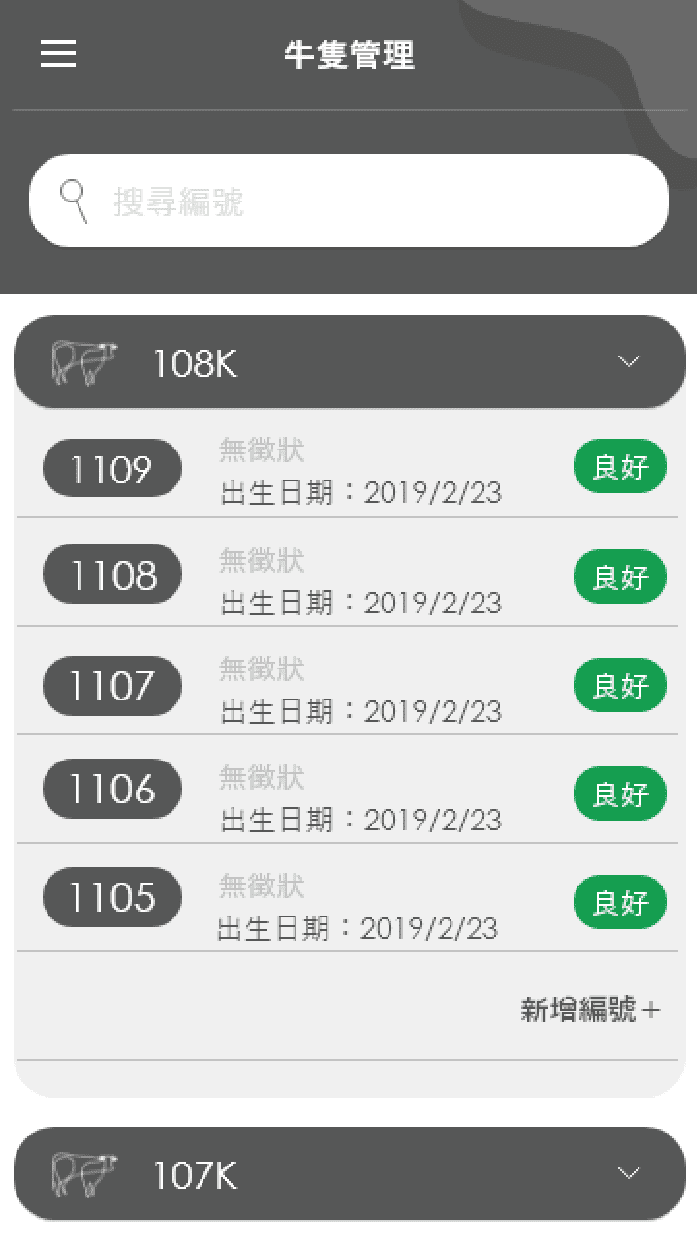 牛隻管理
搜尋編號
108K
1109
無徵狀
出生日期：2019/2/23
良好
1108
無徵狀
出生日期：2019/2/23
良好
1107
無徵狀
出生日期：2019/2/23
良好
1106
無徵狀
出生日期：2019/2/23
良好
1105
無徵狀
出生日期：2019/2/23
良好
新增編號＋
107K